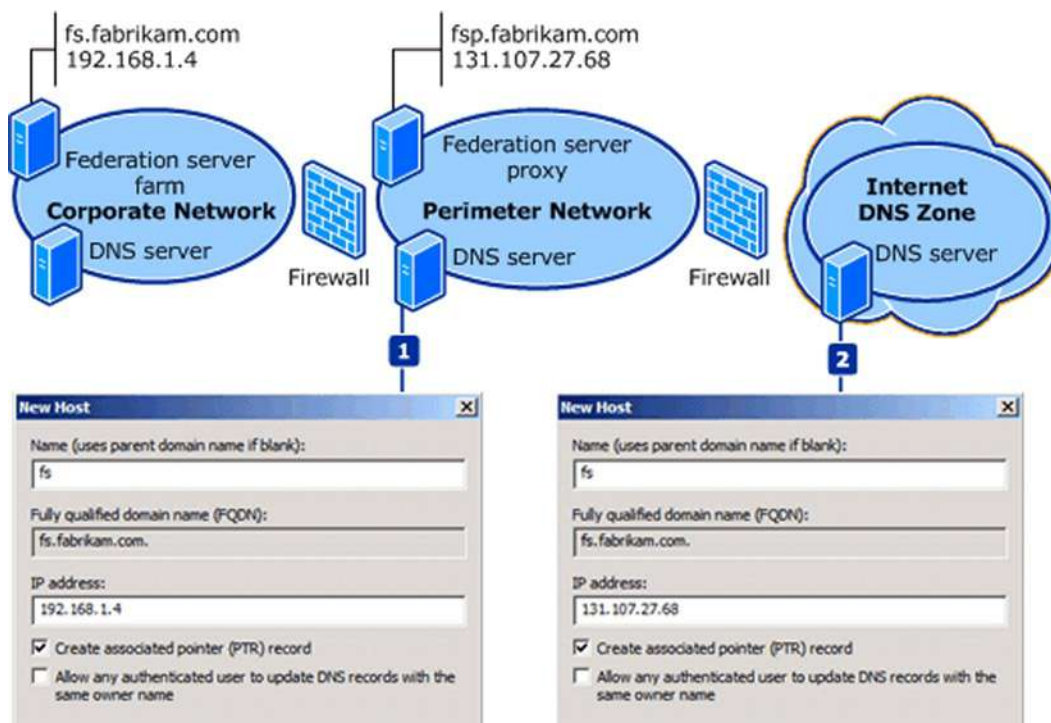 fs.fabrikam.com
192.168.1.4
fsp.fabrikam.com
131.107.27.68
Federation server
farm
Corporate Network
DNS server
Firewall
Federation server
proxy
Perimeter Network
DNS server
Firewall
Internet
DNS Zone
DNS server
1
2
New Host
Name (uses parent domain name if blank):
fs
Fully qualified domain name (FQDN):
fs.fabrikam.com.
IP address:
192.168.1.4
Create associated pointer (PTR) record
Allow any authenticated user to update DNS records with the
same owner name
New Host
Name (uses parent domain name if blank):
fs
Fully qualified domain name (FQDN):
fs.fabrikam.com.
IP address:
131.107.27.68
Create associated pointer (PTR) record
Allow any authenticated user to update DNS records with the
same owner name